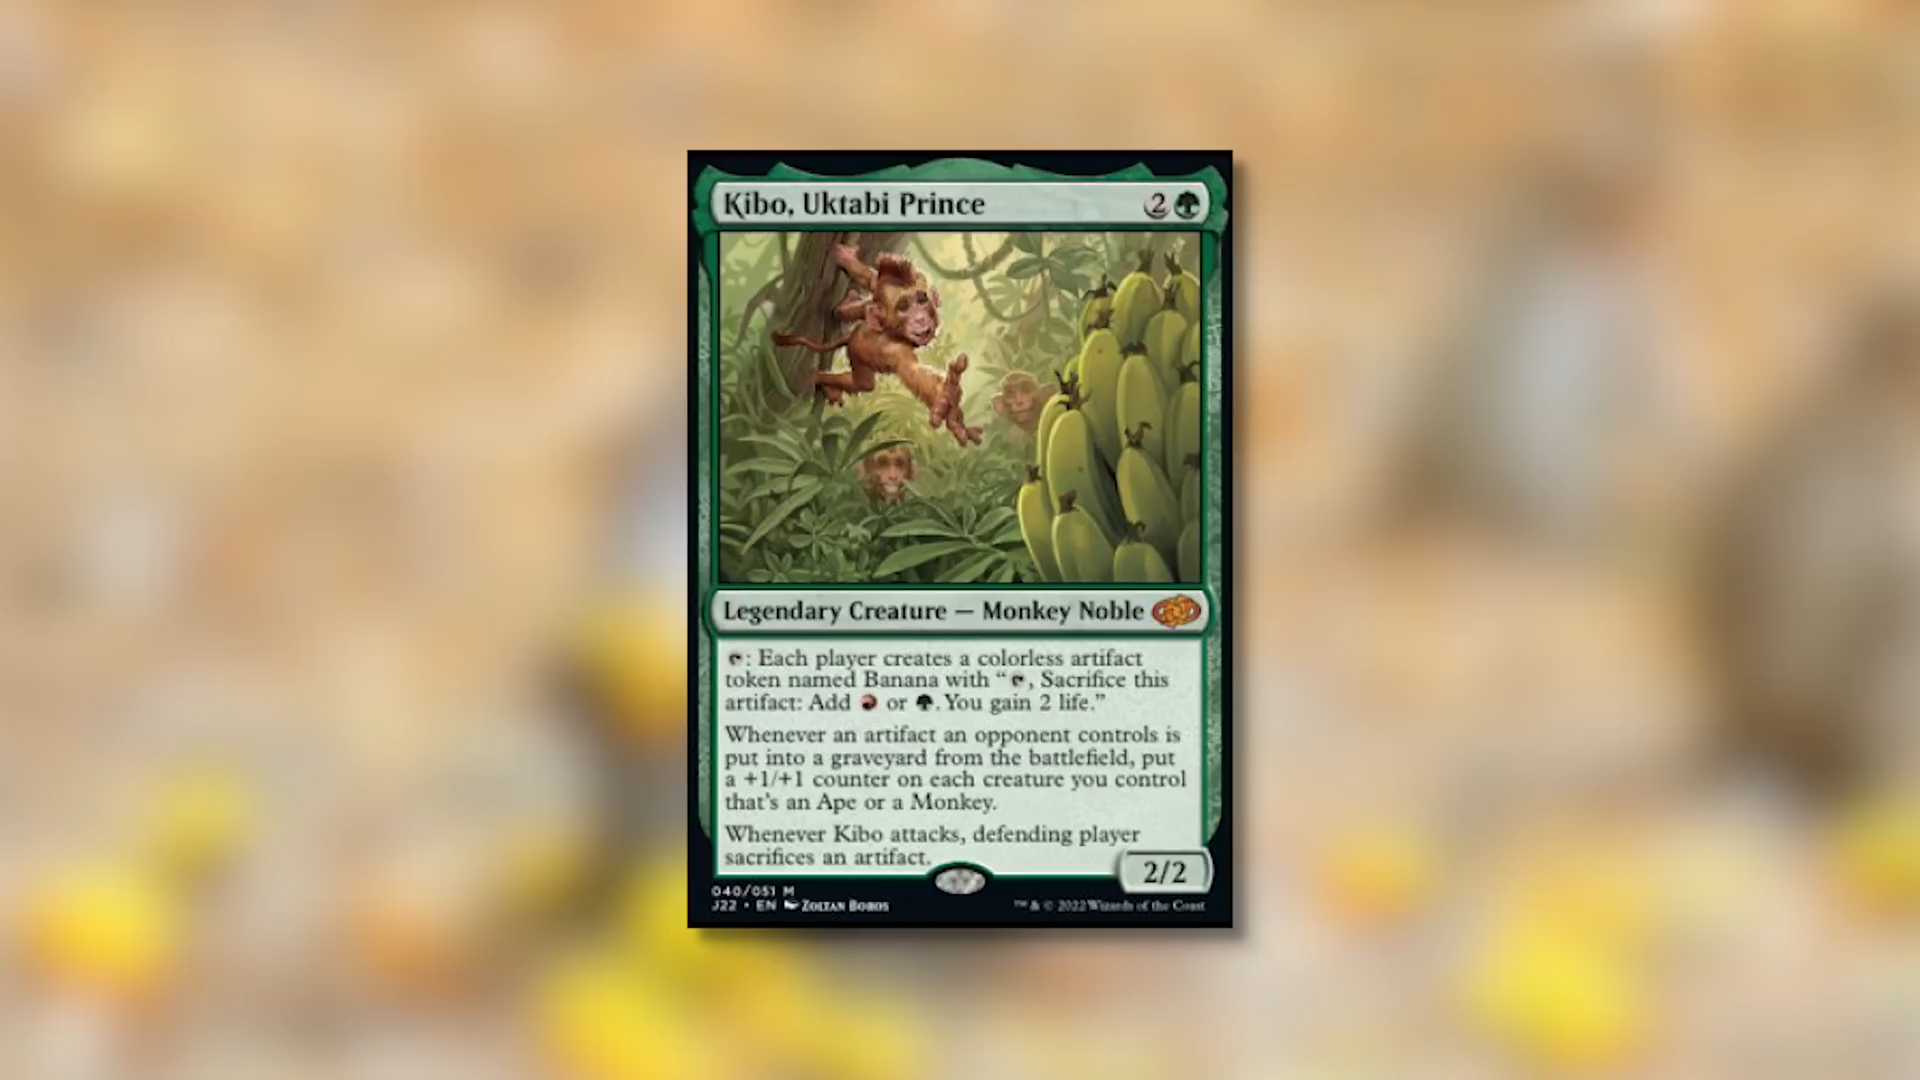 Kibo, Uktabi Prince 2
Legendary Creature — Monkey Noble
: Each player creates a colorless artifact
token named Banana with “ , Sacrifice this
artifact: Add or . You gain 2 life.”
Whenever an artifact an opponent controls is
put into a graveyard from the battlefield, put
a +1/+1 counter on each creature you control
that's an Ape or a Monkey.
Whenever Kibo attacks, defending player
sacrifices an artifact.
2/2
040/051 M
J22 • EN Zoltan Boros
™ & © 2022 Wizards of the Coast